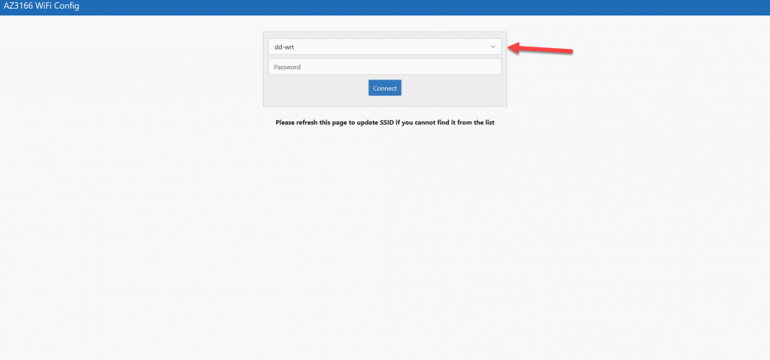 AZ3166 WiFi Config
dd-wrt
Password
Connect
Please refresh this page to update SSID if you cannot find it from the list